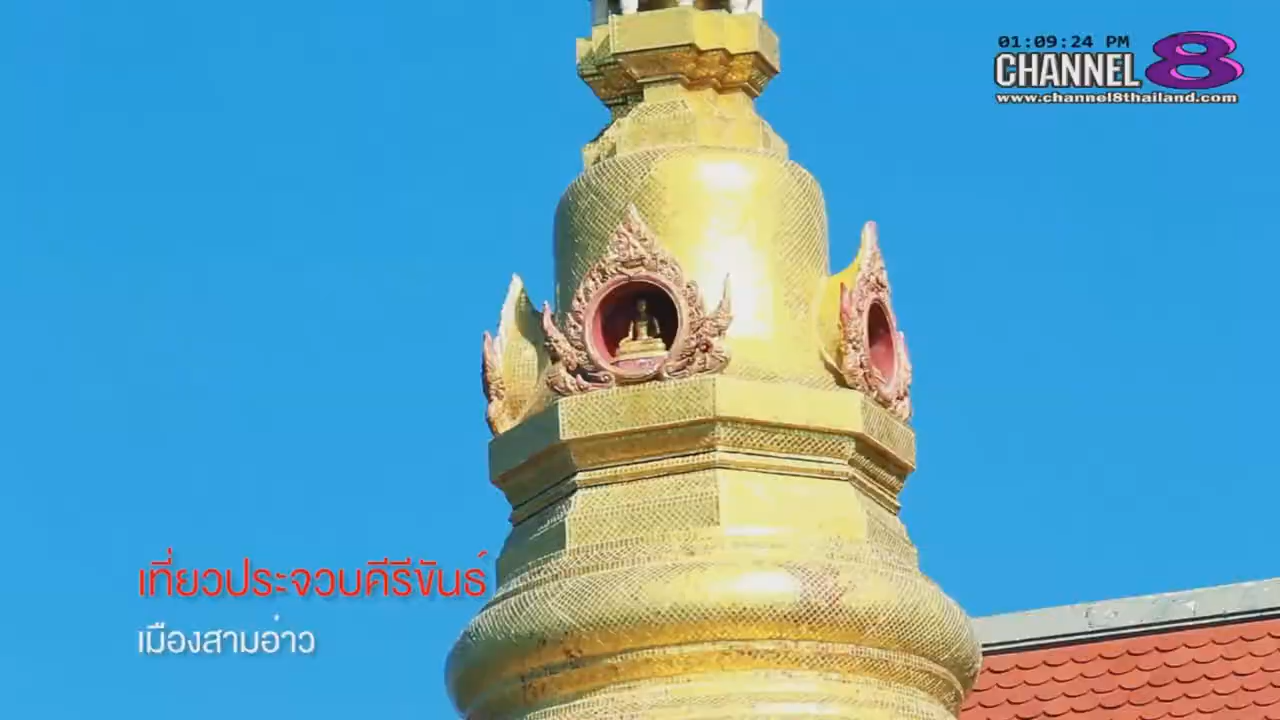 01:09:24 PM
CHANNEL 8
www.channel8thailand.com
เที่ยวประจวบคีรีขันธ์
เมืองสามอ่าว